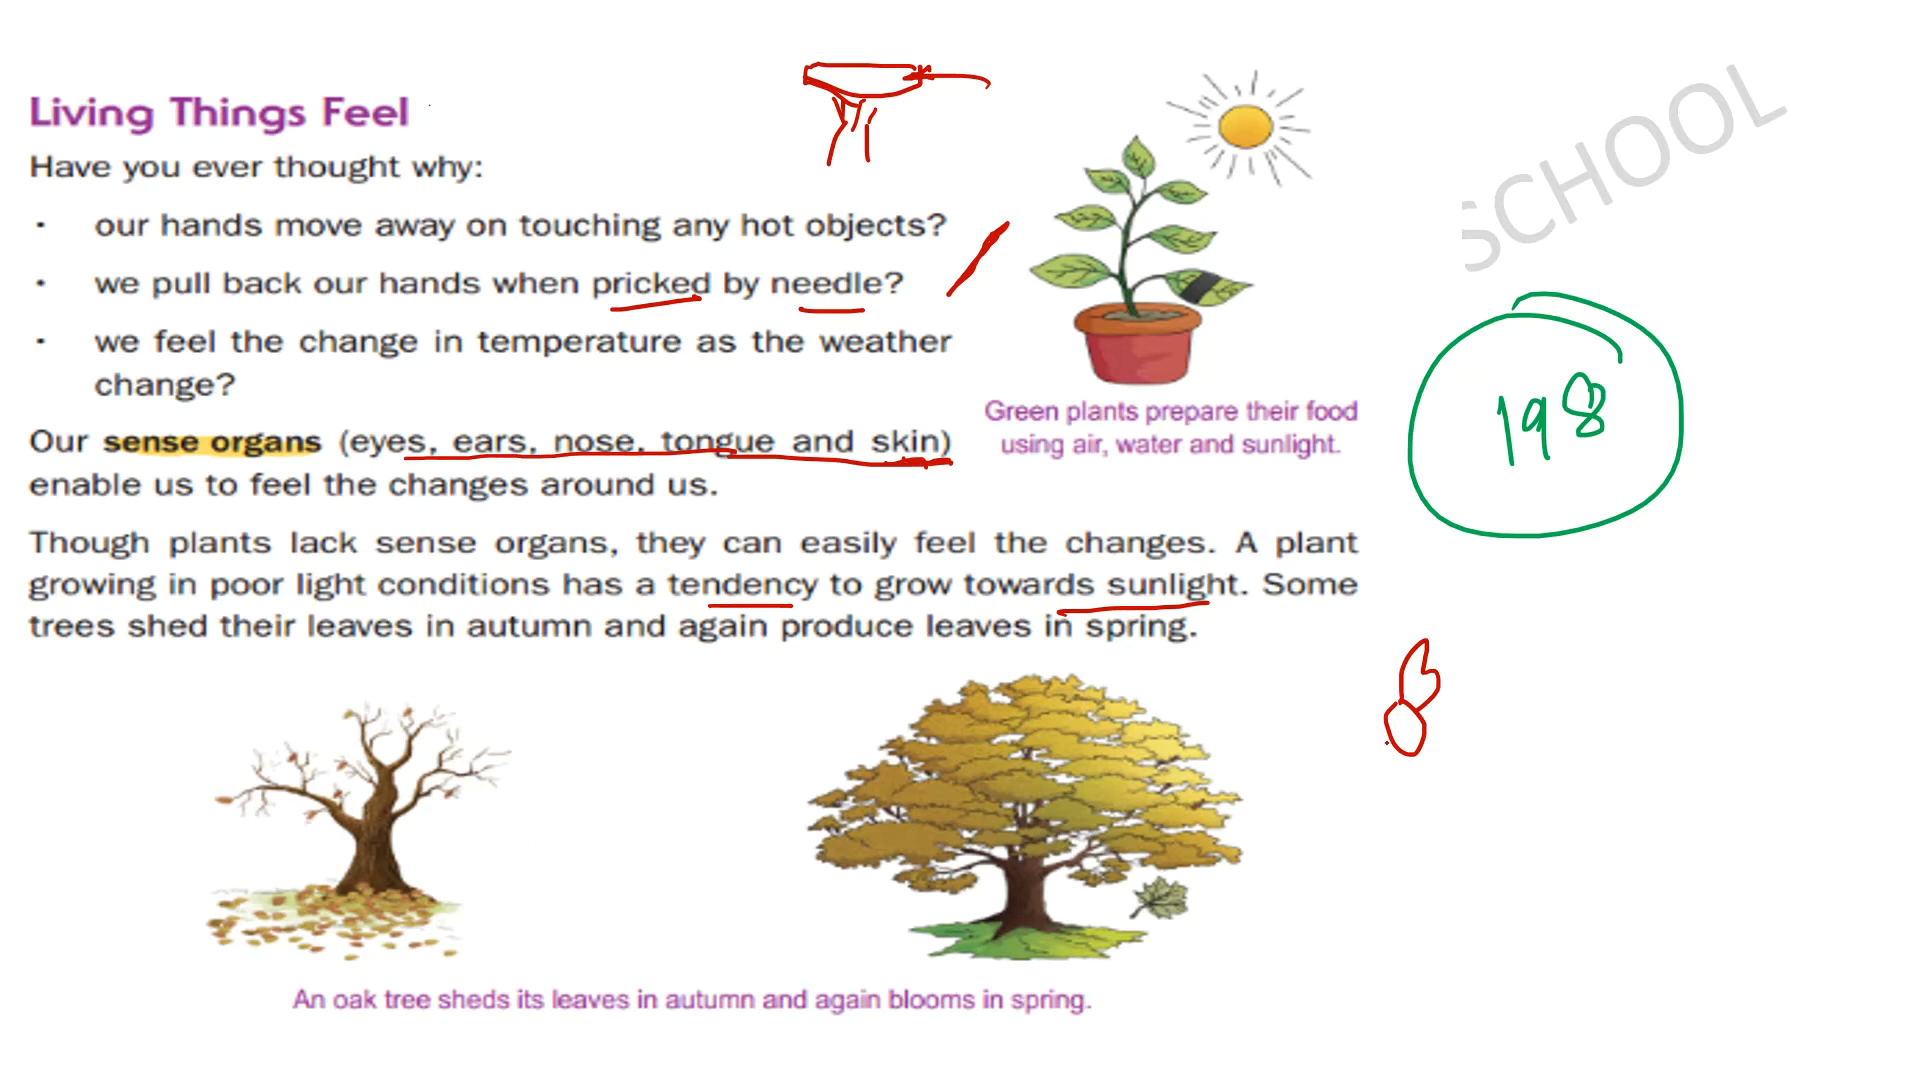 Living Things Feel
Have you ever thought why:
· our hands move away on touching any hot objects?
· we pull back our hands when pricked by needle?
· we feel the change in temperature as the weather
change?
Our sense organs (eyes, ears, nose, tongue and skin)
enable us to feel the changes around us.
Green plants prepare their food
using air, water and sunlight.
SCHOOL
198
Though plants lack sense organs, they can easily feel the changes. A plant
growing in poor light conditions has a tendency to grow towards sunlight. Some
trees shed their leaves in autumn and again produce leaves in spring.
An oak tree sheds its leaves in autumn and again blooms in spring.